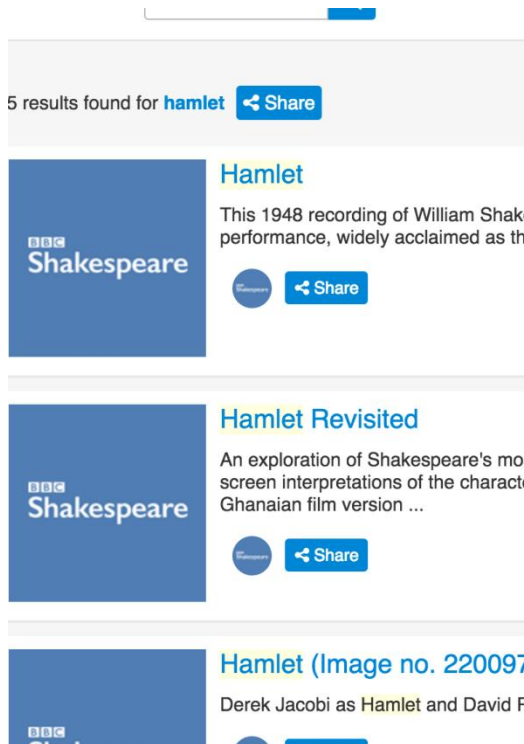 5 results found for hamlet Share
Hamlet
This 1948 recording of William Shak
performance, widely acclaimed as th
BBC
Shakespeare
Share
Hamlet Revisited
An exploration of Shakespeare's mo
screen interpretations of the characte
Ghanaian film version ...
BBC
Shakespeare
Share
Hamlet (Image no. 220097
Derek Jacobi as Hamlet and David
BBC